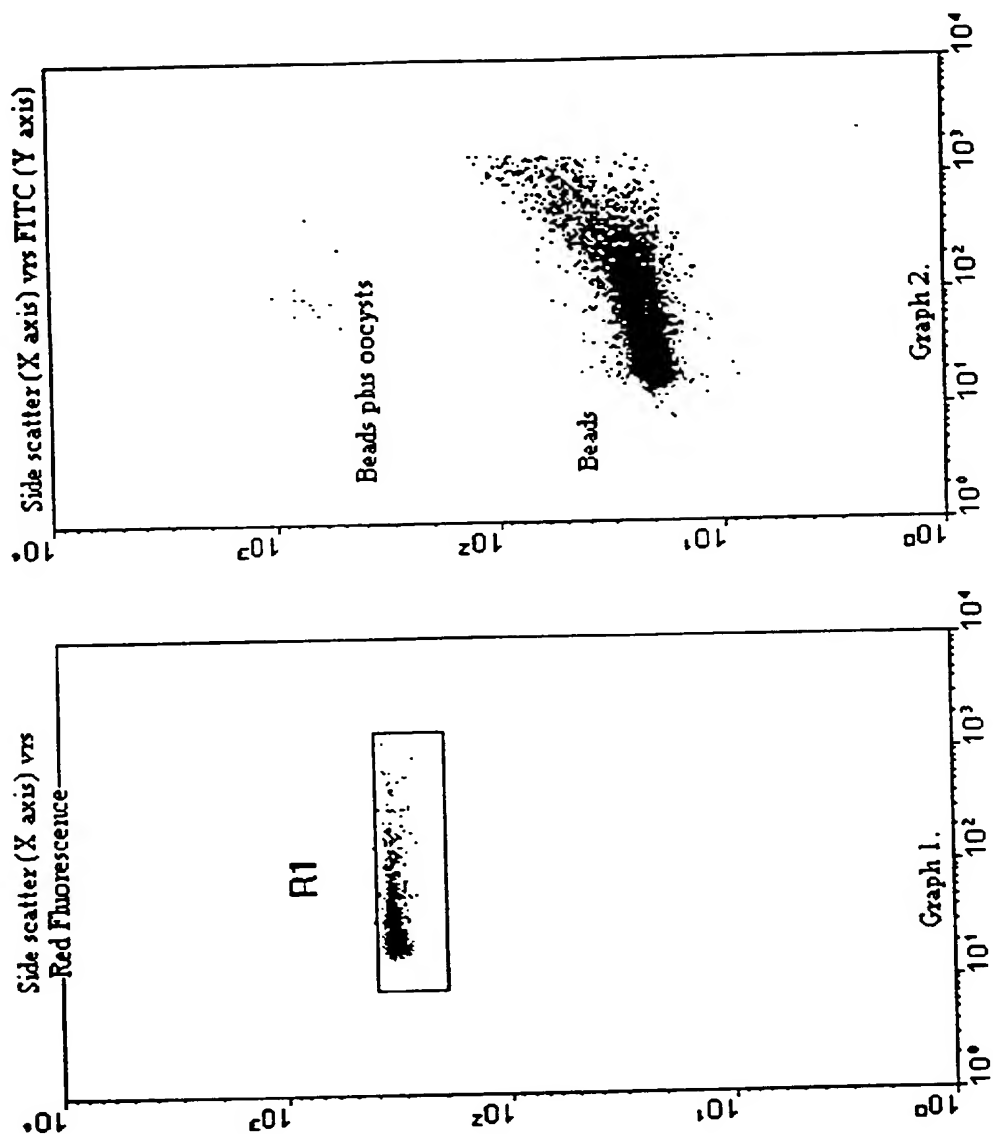 Side scatter (X axis) vrs
Red Fluorescence
10⁴
10³
10²
10¹
10⁰
R1
Graph 1.
10⁰ 10¹ 10² 10³ 10⁴
Side scatter (X axis) vrs FITC (Y axis)
10⁴
10³
10²
10¹
10⁰
Beads plus oocysts
Beads
Graph 2.
10⁰ 10¹ 10² 10³ 10⁴